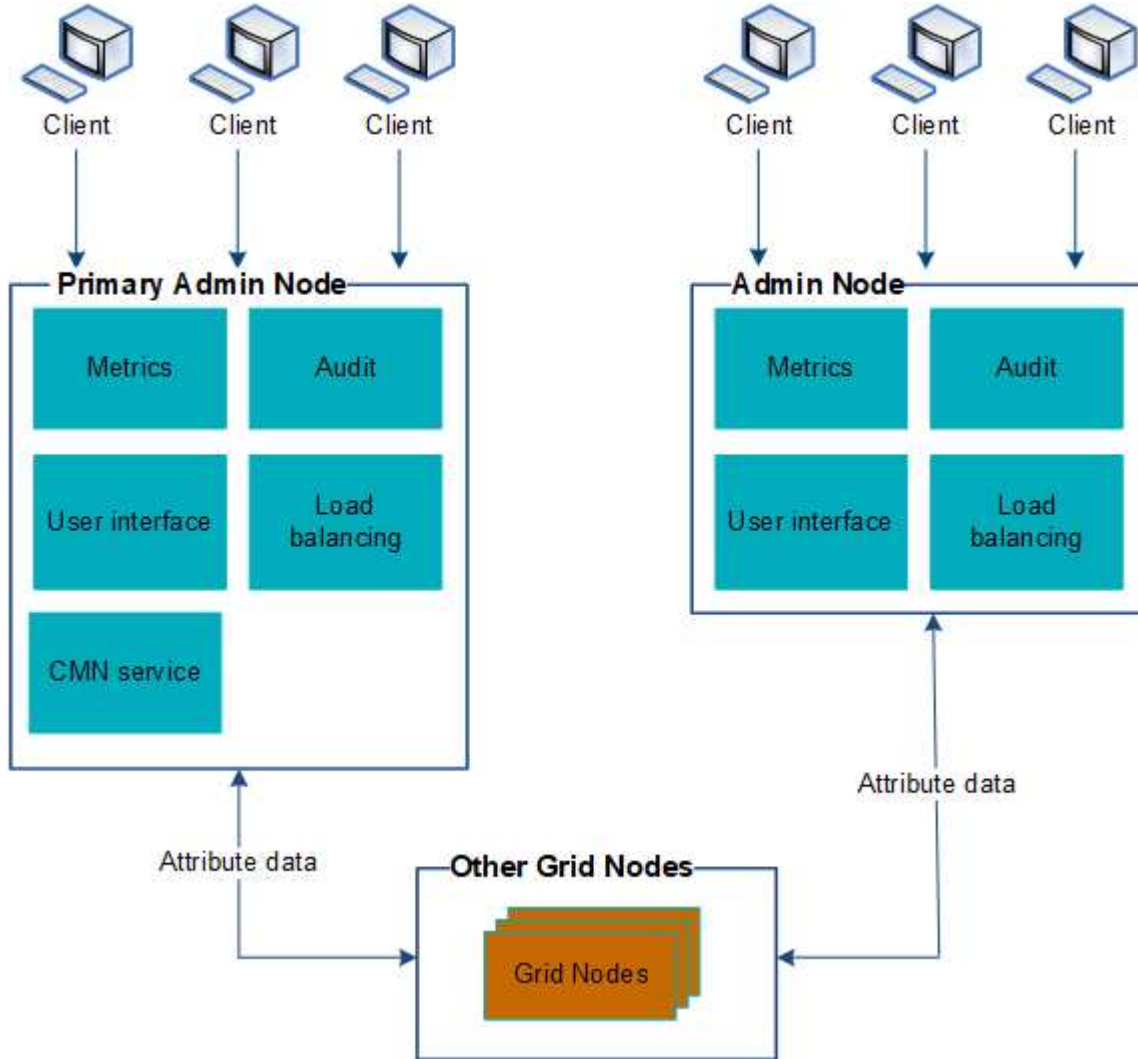 Client Client Client Client Client Client
Primary Admin Node Admin Node
Metrics Audit Metrics Audit
User interface Load balancing User interface Load balancing
CMN service
Attribute data
Attribute data
Other Grid Nodes
Grid Nodes